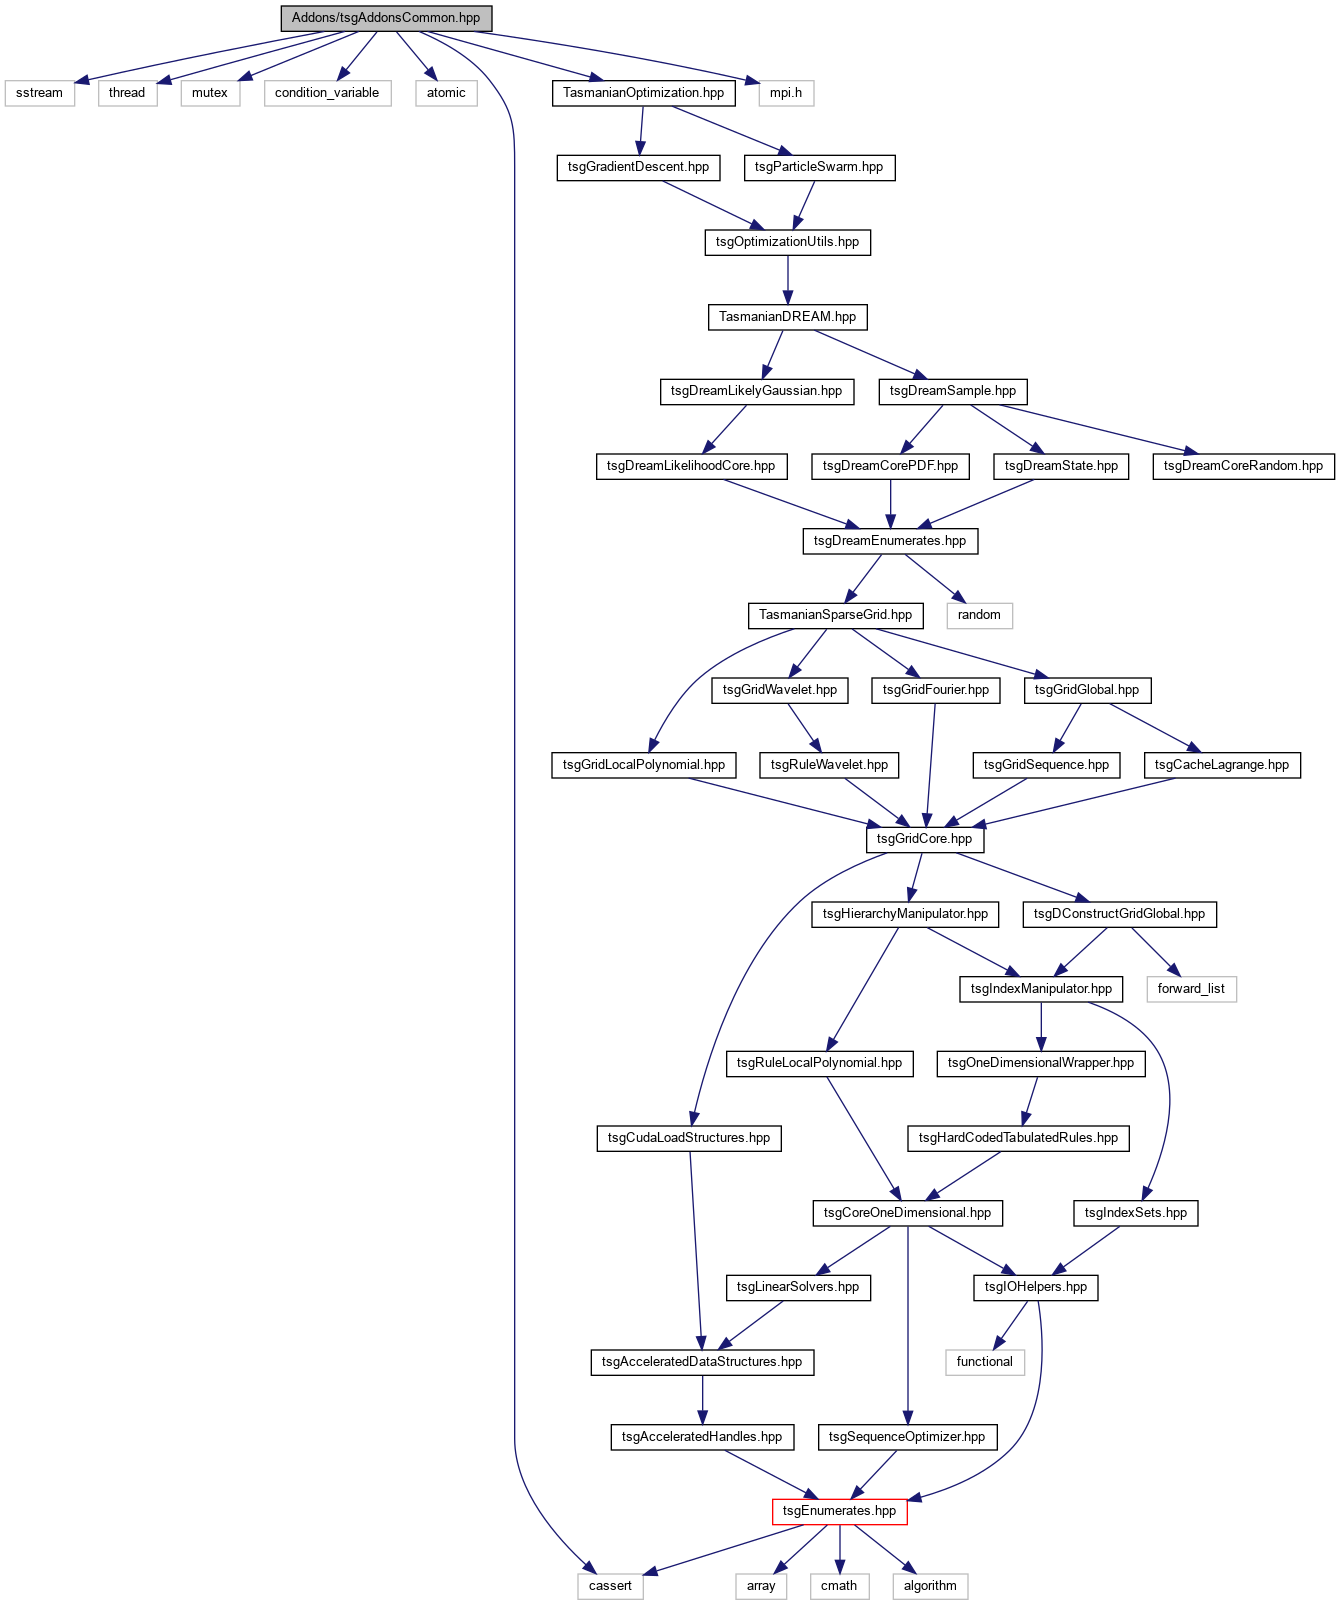 Addons/tsgAddonsCommon.hpp
sstream
thread
mutex
condition_variable
atomic
TasmanianOptimization.hpp
mpi.h
tsgGradientDescent.hpp
tsgParticleSwarm.hpp
tsgOptimizationUtils.hpp
TasmanianDREAM.hpp
tsgDreamLikelyGaussian.hpp
tsgDreamSample.hpp
tsgDreamLikelihoodCore.hpp
tsgDreamCorePDF.hpp
tsgDreamState.hpp
tsgDreamCoreRandom.hpp
tsgDreamEnumerates.hpp
TasmanianSparseGrid.hpp
random
tsgGridWavelet.hpp
tsgGridFourier.hpp
tsgGridGlobal.hpp
tsgGridLocalPolynomial.hpp
tsgRuleWavelet.hpp
tsgGridSequence.hpp
tsgCacheLagrange.hpp
tsgGridCore.hpp
tsgHierarchyManipulator.hpp
tsgDConstructGridGlobal.hpp
tsgIndexManipulator.hpp
forward_list
tsgRuleLocalPolynomial.hpp
tsgOneDimensionalWrapper.hpp
tsgCudaLoadStructures.hpp
tsgHardCodedTabulatedRules.hpp
tsgCoreOneDimensional.hpp
tsgIndexSets.hpp
tsgLinearSolvers.hpp
tsgIOHelpers.hpp
tsgAcceleratedDataStructures.hpp
functional
tsgAcceleratedHandles.hpp
tsgSequenceOptimizer.hpp
tsgEnumerates.hpp
cassert
array
cmath
algorithm